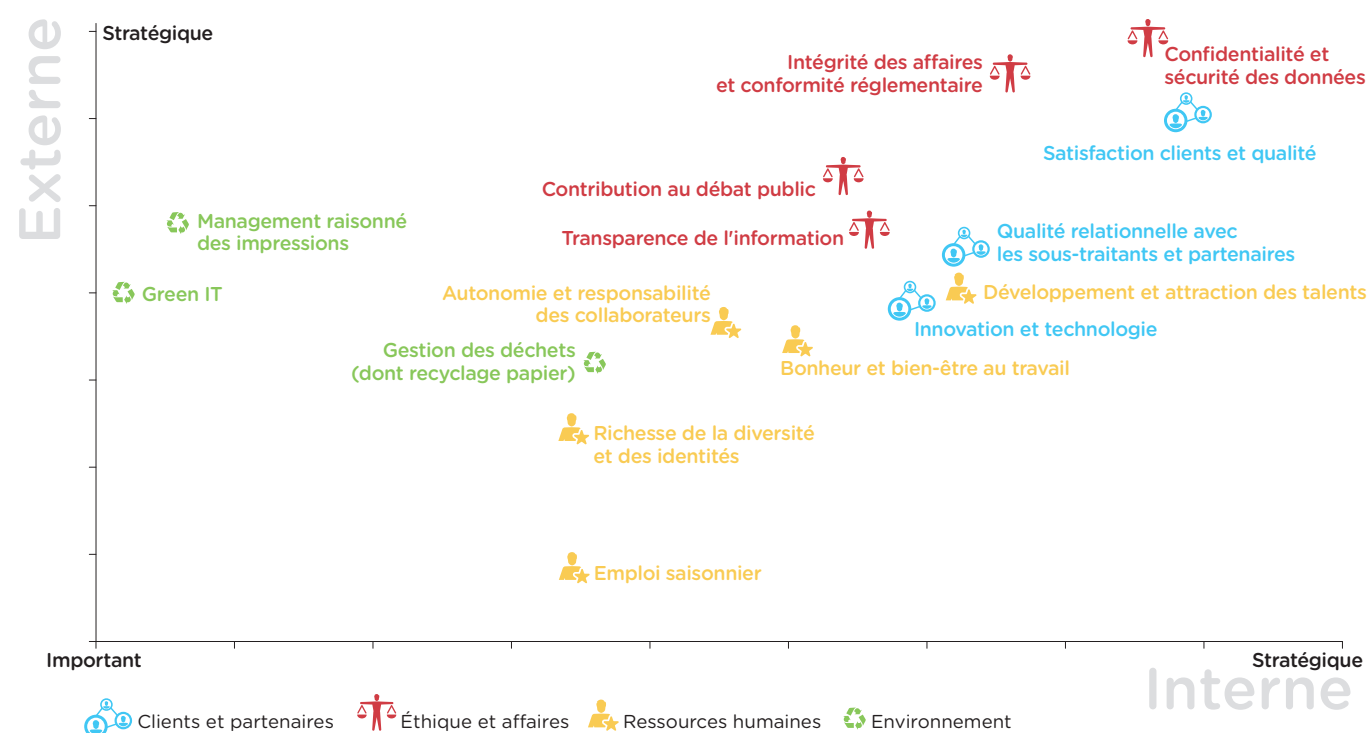 Externe
Stratégique
Intégrité des affaires
et conformité réglementaire
Confidentialité et
sécurité des données
Satisfaction clients et qualité
Contribution au débat public
Management raisonné
des impressions
Transparence de l'information
Qualité relationnelle avec
les sous-traitants et partenaires
Green IT
Autonomie et responsabilité
des collaborateurs
Développement et attraction des talents
Innovation et technologie
Gestion des déchets
(dont recyclage papier)
Bonheur et bien-être au travail
Richesse de la diversité
et des identités
Emploi saisonnier
Important
Stratégique
Interne
Clients et partenaires
Éthique et affaires
Ressources humaines
Environnement